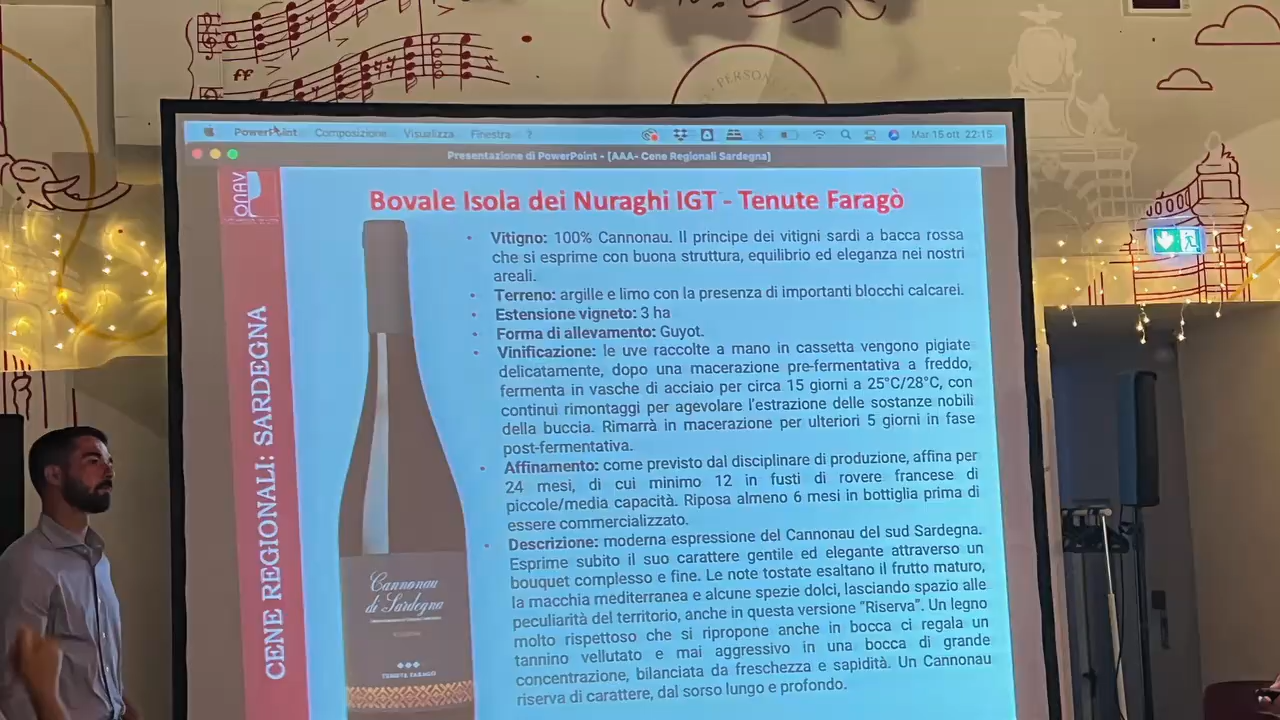 ff
PERSON
PowerPoint Composizione Visualizza Finestra ? Mar 15 ott 22:15
Presentazione di PowerPoint - [AAA- Cene Regionali Sardegna]
ONAV
CENE REGIONALI: SARDEGNA
Bovale Isola dei Nuraghi IGT - Tenute Faragò
• Vitigno: 100% Cannonau. Il principe dei vitigni sardi a bacca rossa
che si esprime con buona struttura, equilibrio ed eleganza nei nostri
areali.
• Terreno: argille e limo con la presenza di importanti blocchi calcarei.
• Estensione vigneto: 3 ha
• Forma di allevamento: Guyot.
• Vinificazione: le uve raccolte a mano in cassetta vengono pigiate
delicatamente, dopo una macerazione pre-fermentativa a freddo,
fermenta in vasche di acciaio per circa 15 giorni a 25°C/28°C, con
continui rimontaggi per agevolare l'estrazione delle sostanze nobili
della buccia. Rimarrà in macerazione per ulteriori 5 giorni in fase
post-fermentativa.
• Affinamento: come previsto dal disciplinare di produzione, affina per
24 mesi, di cui minimo 12 in fusti di rovere francese di
piccole/media capacità. Riposa almeno 6 mesi in bottiglia prima di
essere commercializzato.
• Descrizione: moderna espressione del Cannonau del sud Sardegna.
Esprime subito il suo carattere gentile ed elegante attraverso un
bouquet complesso e fine. Le note tostate esaltano il frutto maturo,
la macchia mediterranea e alcune spezie dolci, lasciando spazio alle
peculiarità del territorio, anche in questa versione "Riserva". Un legno
molto rispettoso che si ripropone anche in bocca ci regala un
tannino vellutato e mai aggressivo in una bocca di grande
concentrazione, bilanciata da freschezza e sapidità. Un Cannonau
riserva di carattere, dal sorso lungo e profondo.
Cannonau
di Sardegna
TENUTE FARAGÒ